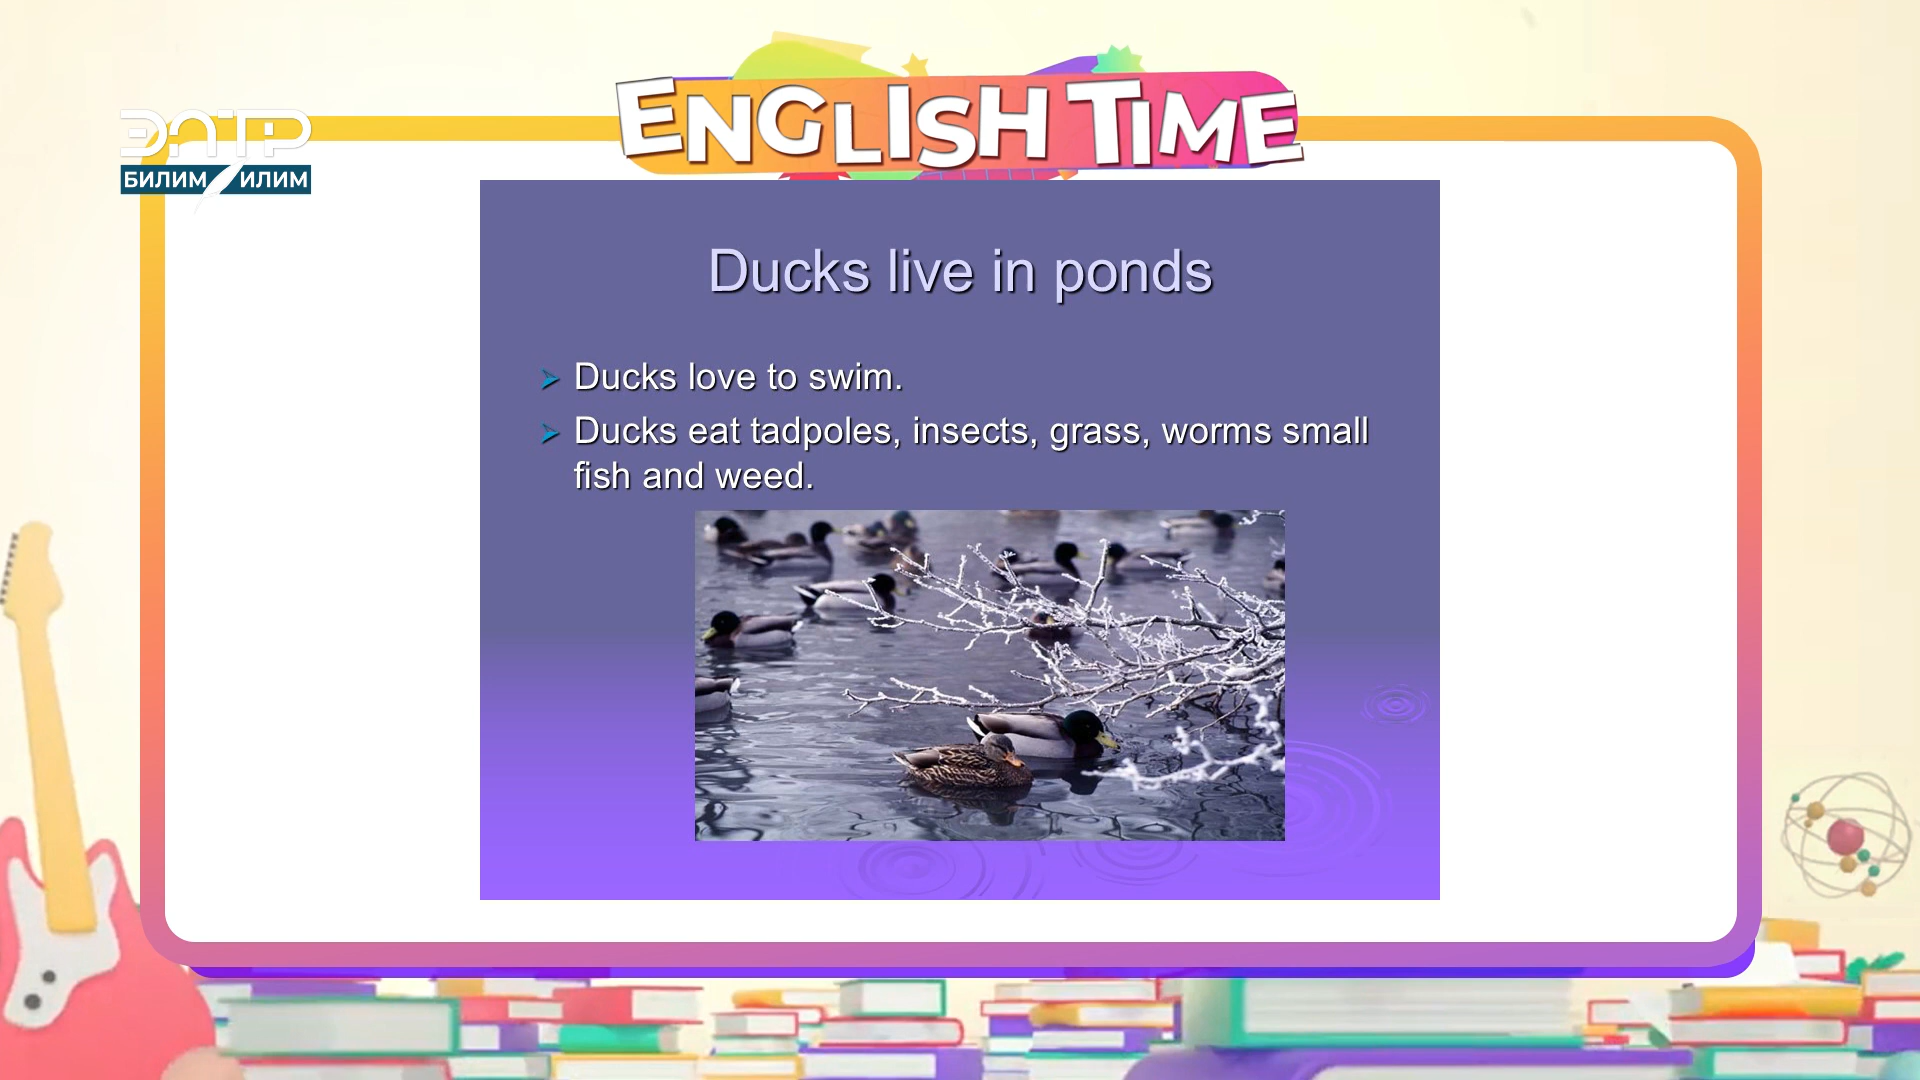 ENGLISH TIME
ЭЛТР
БИЛИМ ИЛИМ
Ducks live in ponds
Ducks love to swim.
Ducks eat tadpoles, insects, grass, worms small
fish and weed.